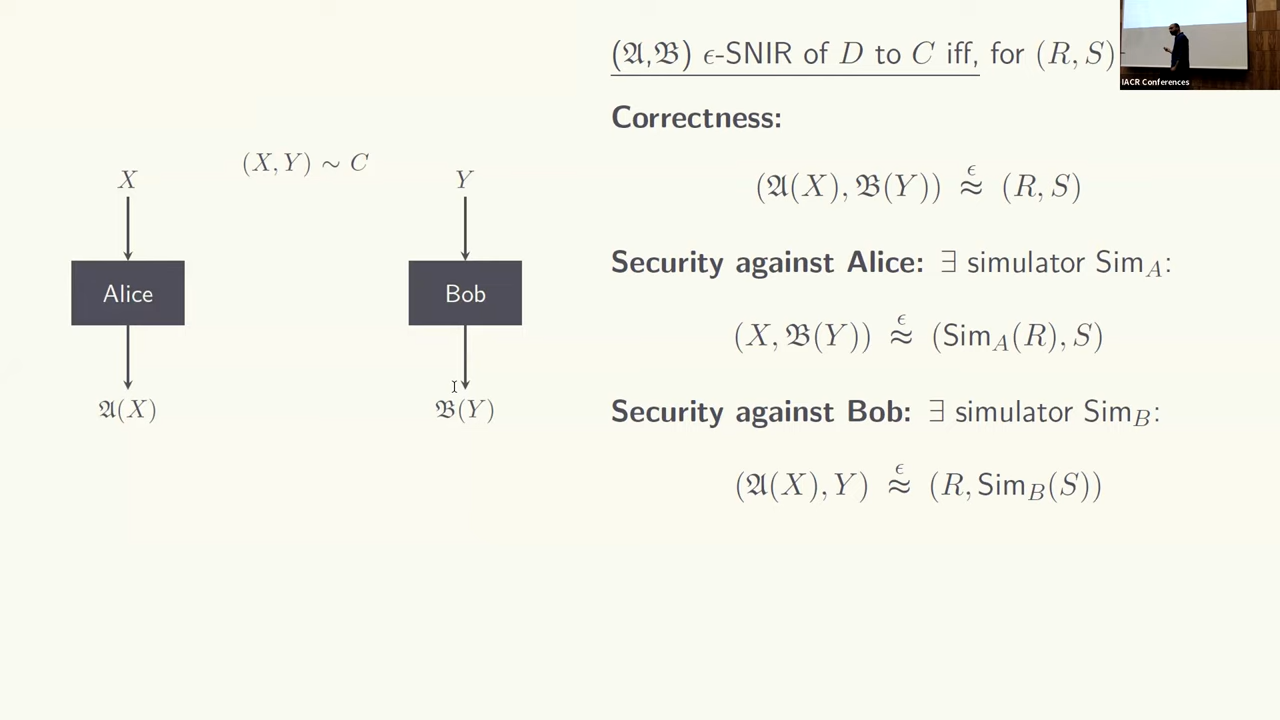 (𝔄,𝔅) ϵ-SNIR of D to C iff, for (R, S)
IACR Conferences
Correctness:
(X, Y) ∼ C
X
Y
(𝔄(X), 𝔅(Y)) ≈^ϵ (R, S)
Security against Alice: ∃ simulator Sim_A:
Alice
Bob
(X, 𝔅(Y)) ≈^ϵ (Sim_A(R), S)
𝔄(X)
𝔅(Y)
Security against Bob: ∃ simulator Sim_B:
(𝔄(X), Y) ≈^ϵ (R, Sim_B(S))